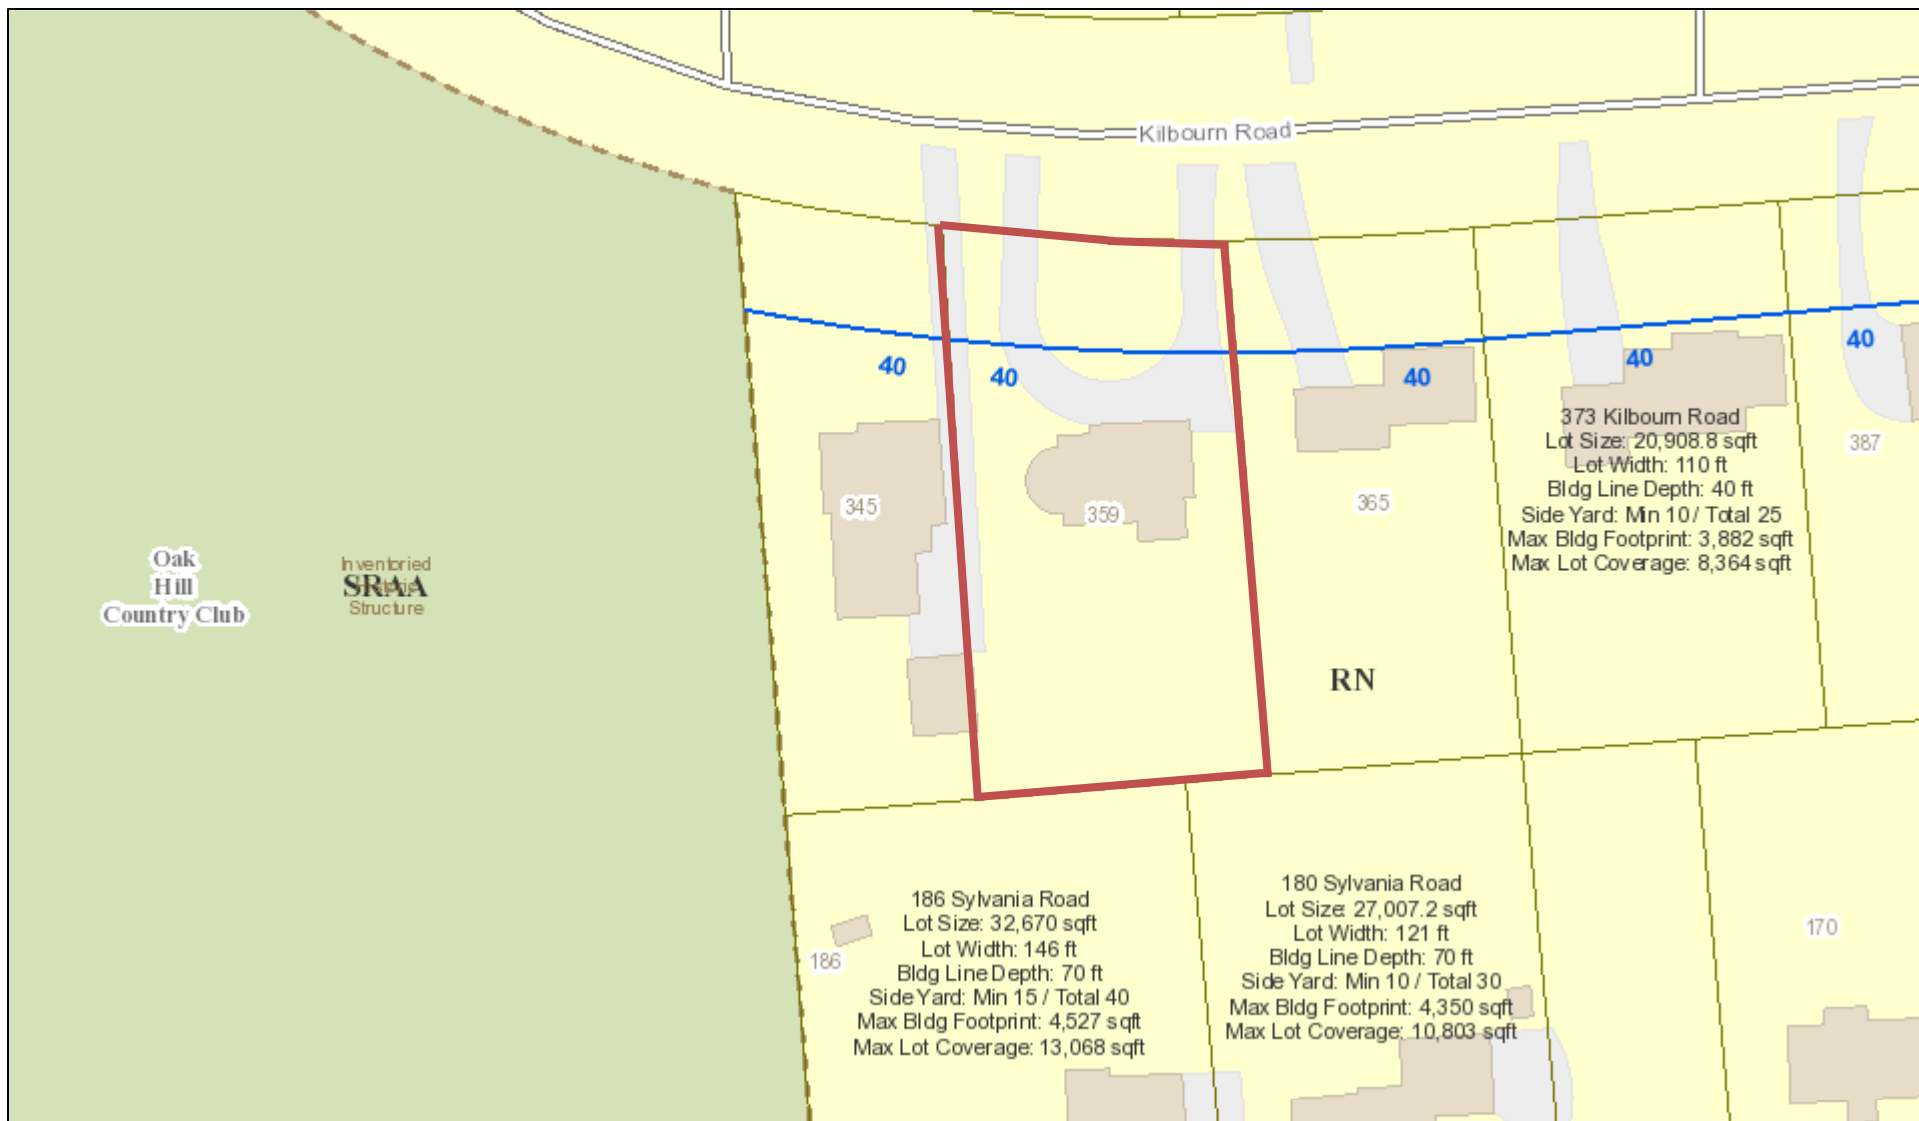 Kilbourn Road
40
40
40
40
40
373 Kilbourn Road
Lot Size: 20,908.8 sqft
Lot Width: 110 ft
Bldg Line Depth: 40 ft
Side Yard: Min 10 / Total 25
Max Bldg Footprint: 3,882 sqft
Max Lot Coverage: 8,364 sqft
387
345
359
365
Oak
Hill
Country Club
Inventoried
Historic
Structure
SRAA
RN
186 Sylvania Road
Lot Size: 32,670 sqft
Lot Width: 146 ft
Bldg Line Depth: 70 ft
Side Yard: Min 15 / Total 40
Max Bldg Footprint: 4,527 sqft
Max Lot Coverage: 13,068 sqft
186
180 Sylvania Road
Lot Size: 27,007.2 sqft
Lot Width: 121 ft
Bldg Line Depth: 70 ft
Side Yard: Min 10 / Total 30
Max Bldg Footprint: 4,350 sqft
Max Lot Coverage: 10,803 sqft
170